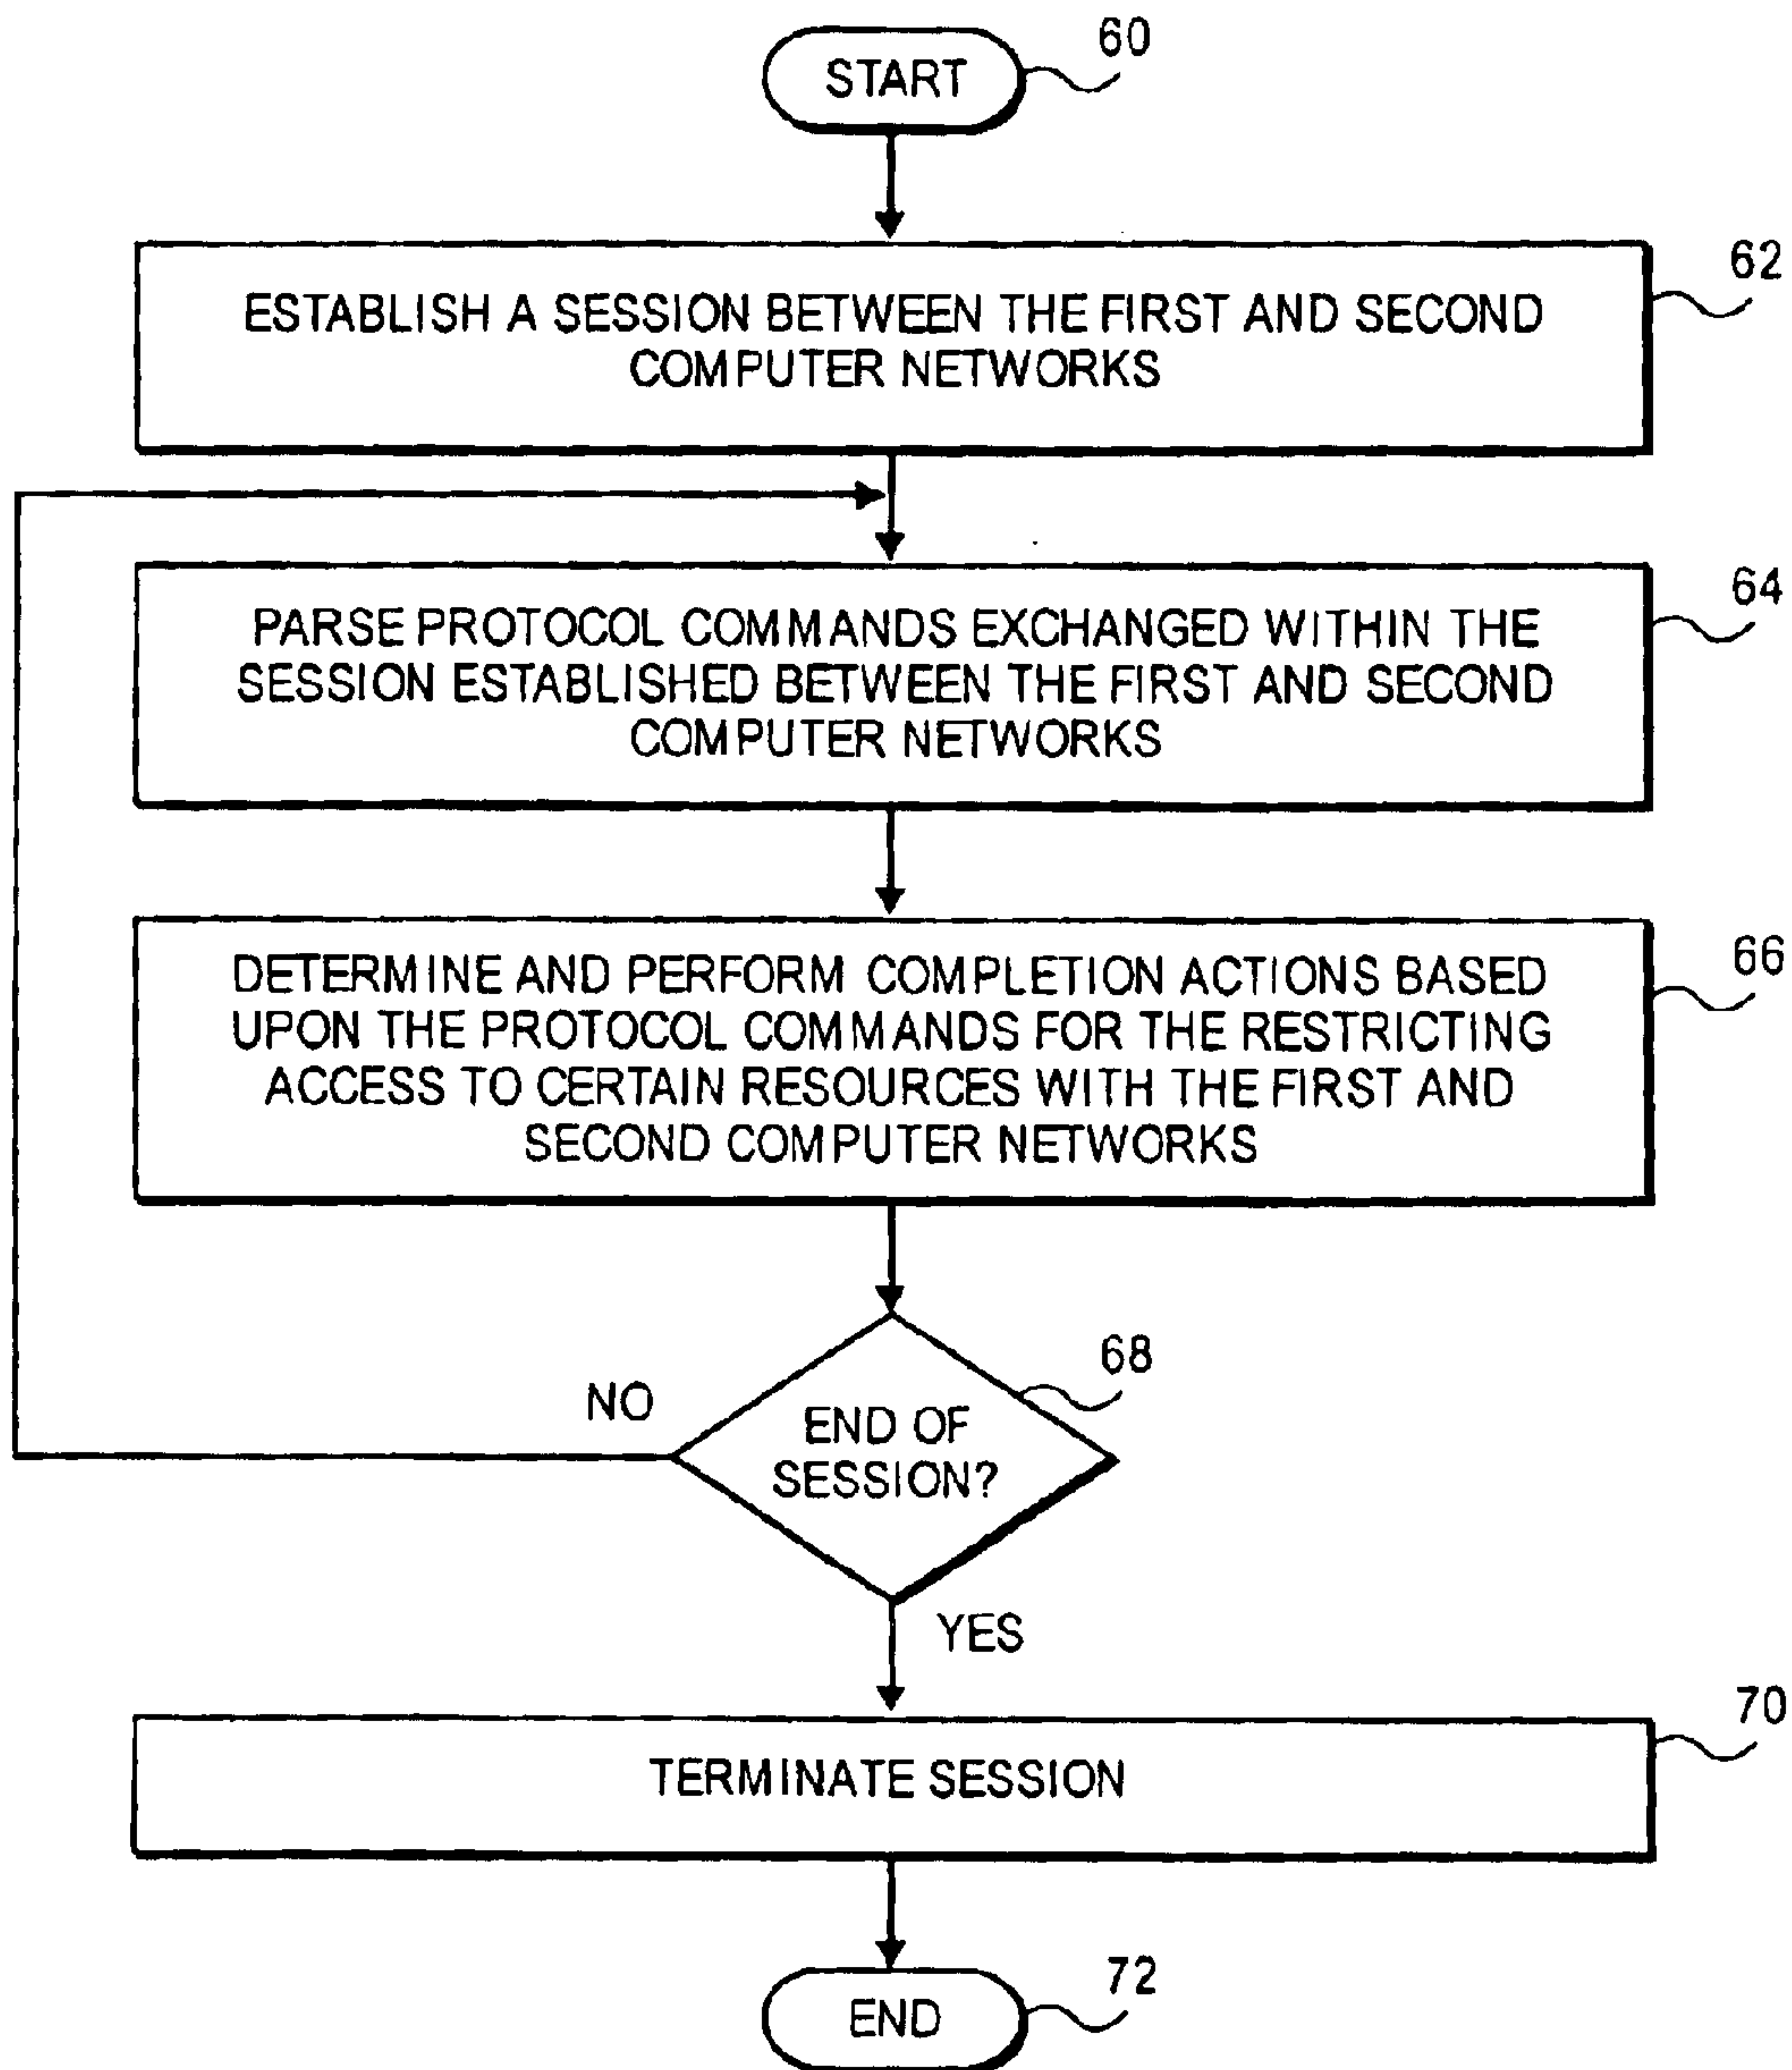 START
60
ESTABLISH A SESSION BETWEEN THE FIRST AND SECOND
COMPUTER NETWORKS
62
PARSE PROTOCOL COMMANDS EXCHANGED WITHIN THE
SESSION ESTABLISHED BETWEEN THE FIRST AND SECOND
COMPUTER NETWORKS
64
DETERMINE AND PERFORM COMPLETION ACTIONS BASED
UPON THE PROTOCOL COMMANDS FOR THE RESTRICTING
ACCESS TO CERTAIN RESOURCES WITH THE FIRST AND
SECOND COMPUTER NETWORKS
66
NO
END OF
SESSION?
68
YES
TERMINATE SESSION
70
END
72